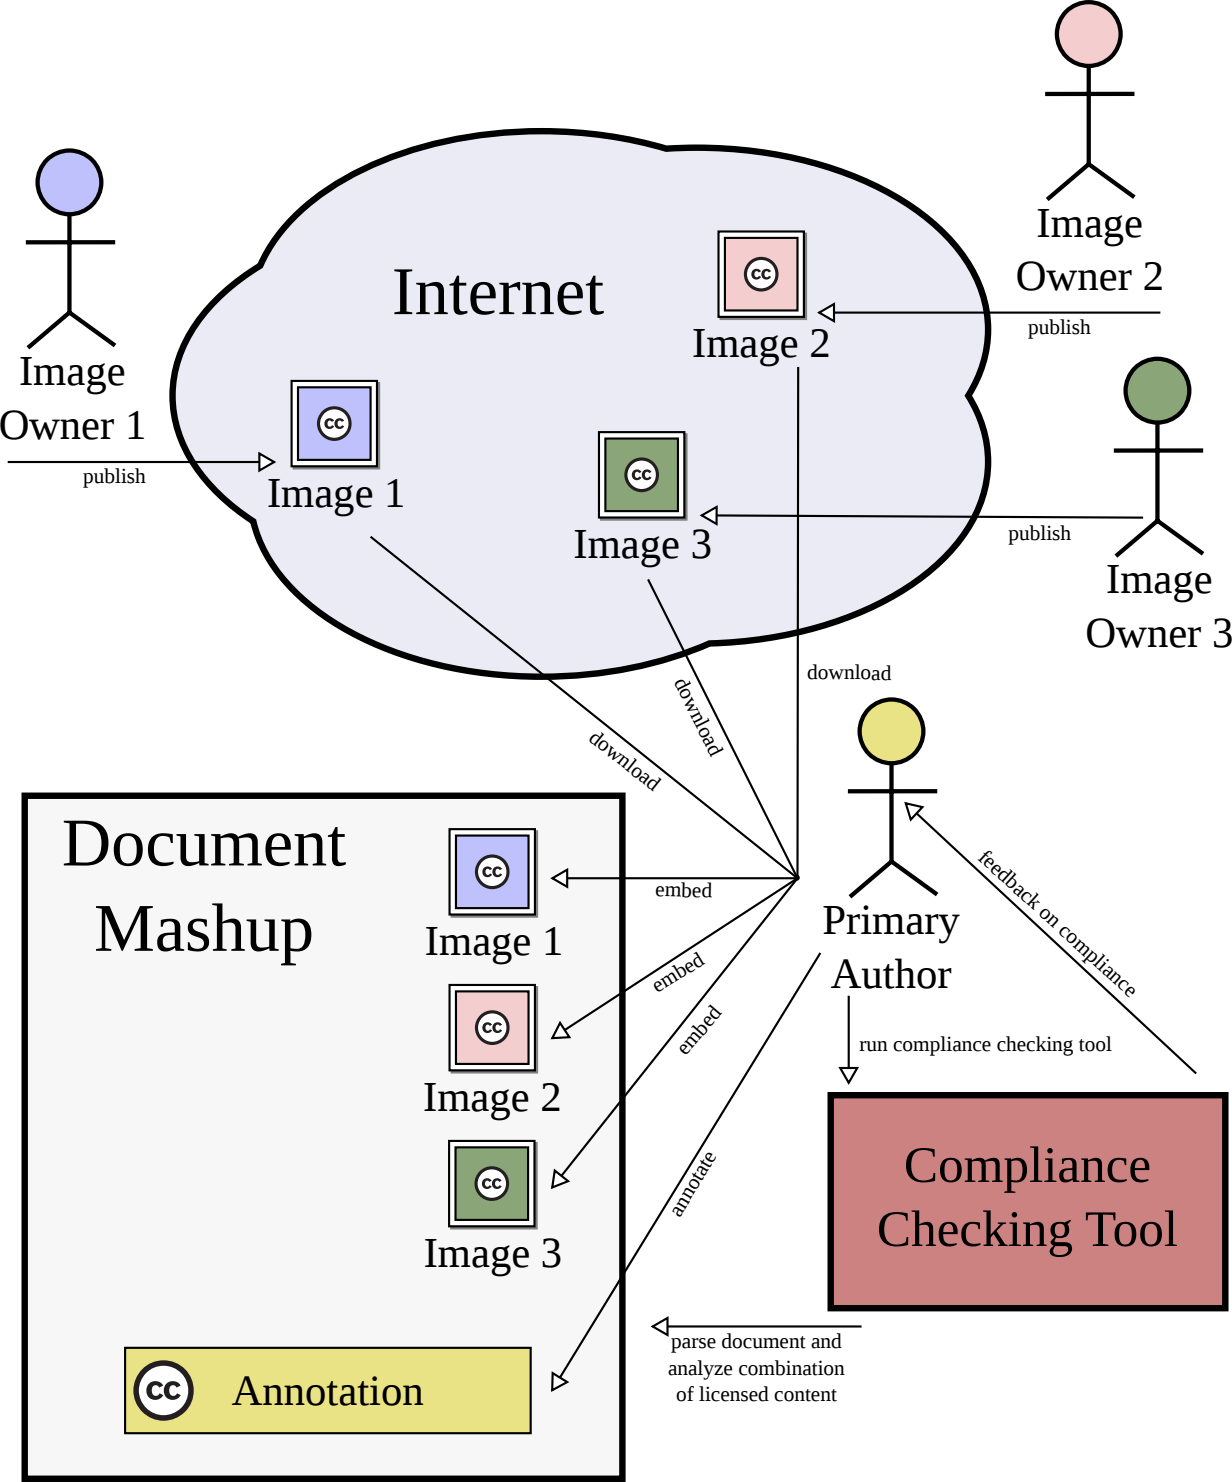 Image
Owner 2
publish
Internet
cc
Image 2
Image
Owner 1
publish
cc
Image 1
cc
Image 3
publish
Image
Owner 3
download
download
download
Document
Mashup
cc
Image 1
embed
cc
Image 2
embed
cc
Image 3
embed
Primary
Author
feedback on compliance
run compliance checking tool
annotate
Compliance
Checking Tool
parse document and
analyze combination
of licensed content
cc
Annotation